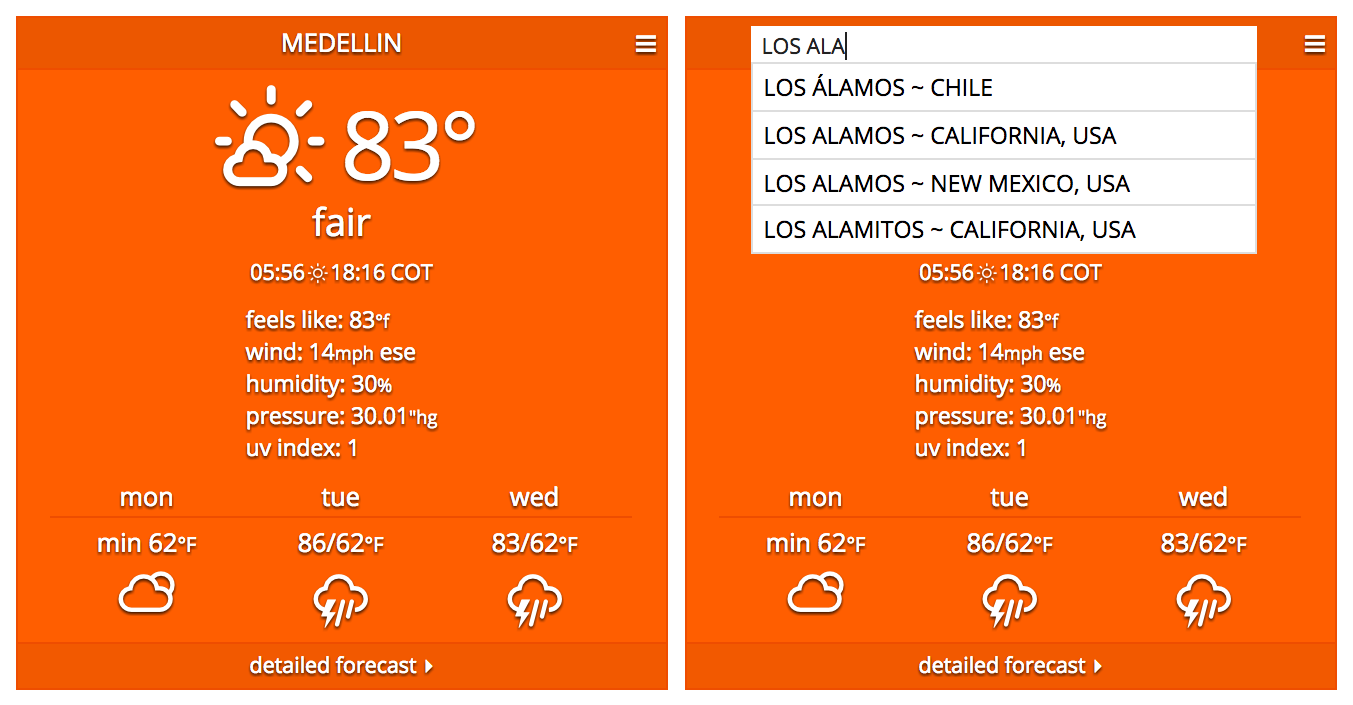 MEDELLIN
83°
fair
05:56 18:16 COT
feels like: 83°f
wind: 14mph ese
humidity: 30%
pressure: 30.01"hg
uv index: 1
mon tue wed
min 62°F 86/62°F 83/62°F
detailed forecast
LOS ALA
LOS ÁLAMOS ~ CHILE
LOS ALAMOS ~ CALIFORNIA, USA
LOS ALAMOS ~ NEW MEXICO, USA
LOS ALAMITOS ~ CALIFORNIA, USA
05:56 18:16 COT
feels like: 83°f
wind: 14mph ese
humidity: 30%
pressure: 30.01"hg
uv index: 1
mon tue wed
min 62°F 86/62°F 83/62°F
detailed forecast